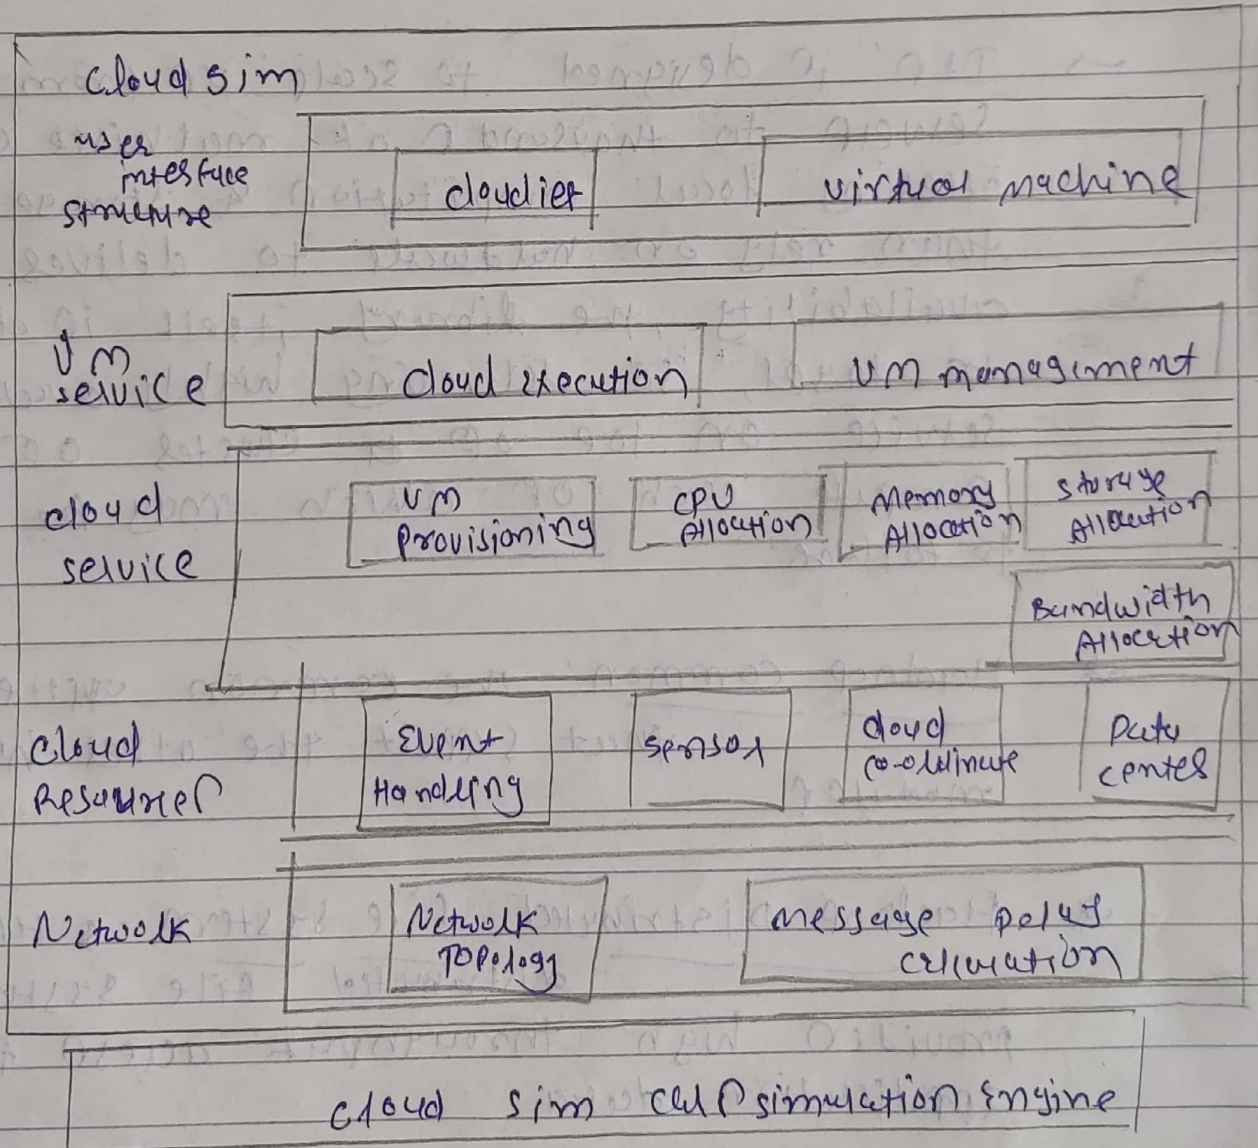 Cloud sim
user
interface
structure
cloudlet
virtual machine
VM
service
cloud execution
VM management
cloud
service
VM
Provisioning
CPU
Allocation
Memory
Allocation
Storage
Allocation
Bandwidth
Allocation
Cloud
Resources
Event
Handling
Sensor
cloud
co-ordinate
Data
center
Network
Network
Topology
message Delay
calculation
cloud sim simulation Engine